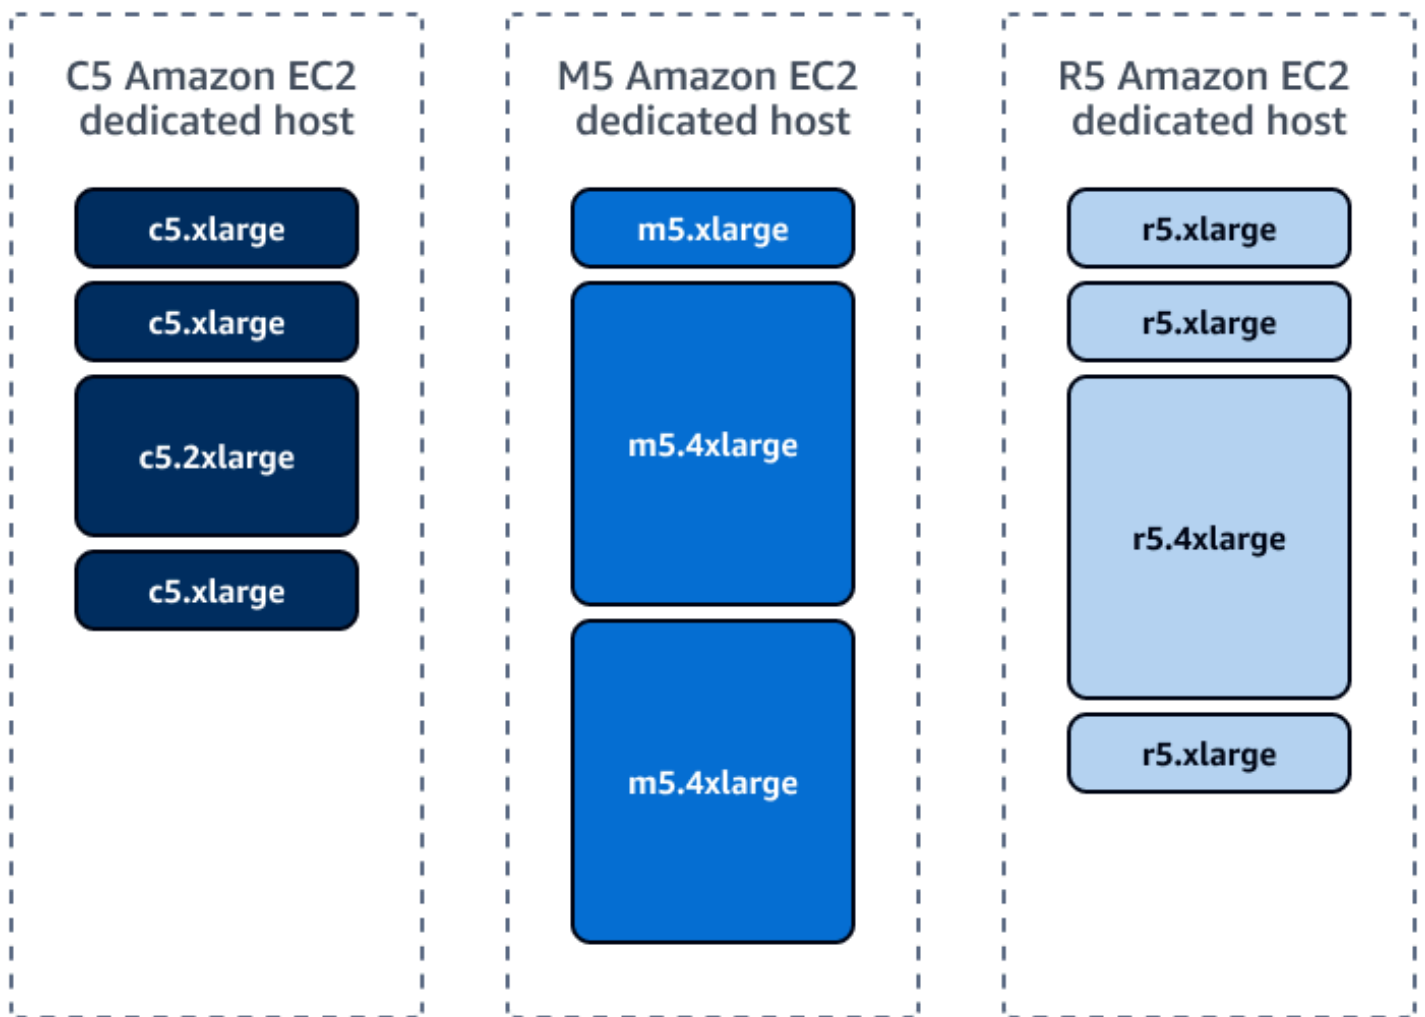 C5 Amazon EC2
dedicated host
c5.xlarge
c5.xlarge
c5.2xlarge
c5.xlarge
M5 Amazon EC2
dedicated host
m5.xlarge
m5.4xlarge
m5.4xlarge
R5 Amazon EC2
dedicated host
r5.xlarge
r5.xlarge
r5.4xlarge
r5.xlarge